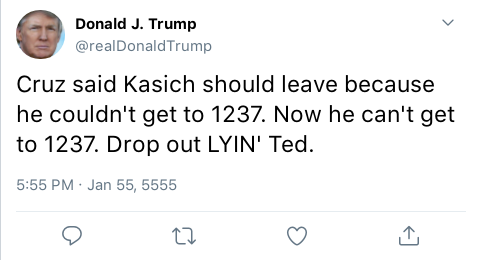 Donald J. Trump
@realDonaldTrump
Cruz said Kasich should leave because
he couldn't get to 1237. Now he can't get
to 1237. Drop out LYIN' Ted.
5:55 PM · Jan 55, 5555